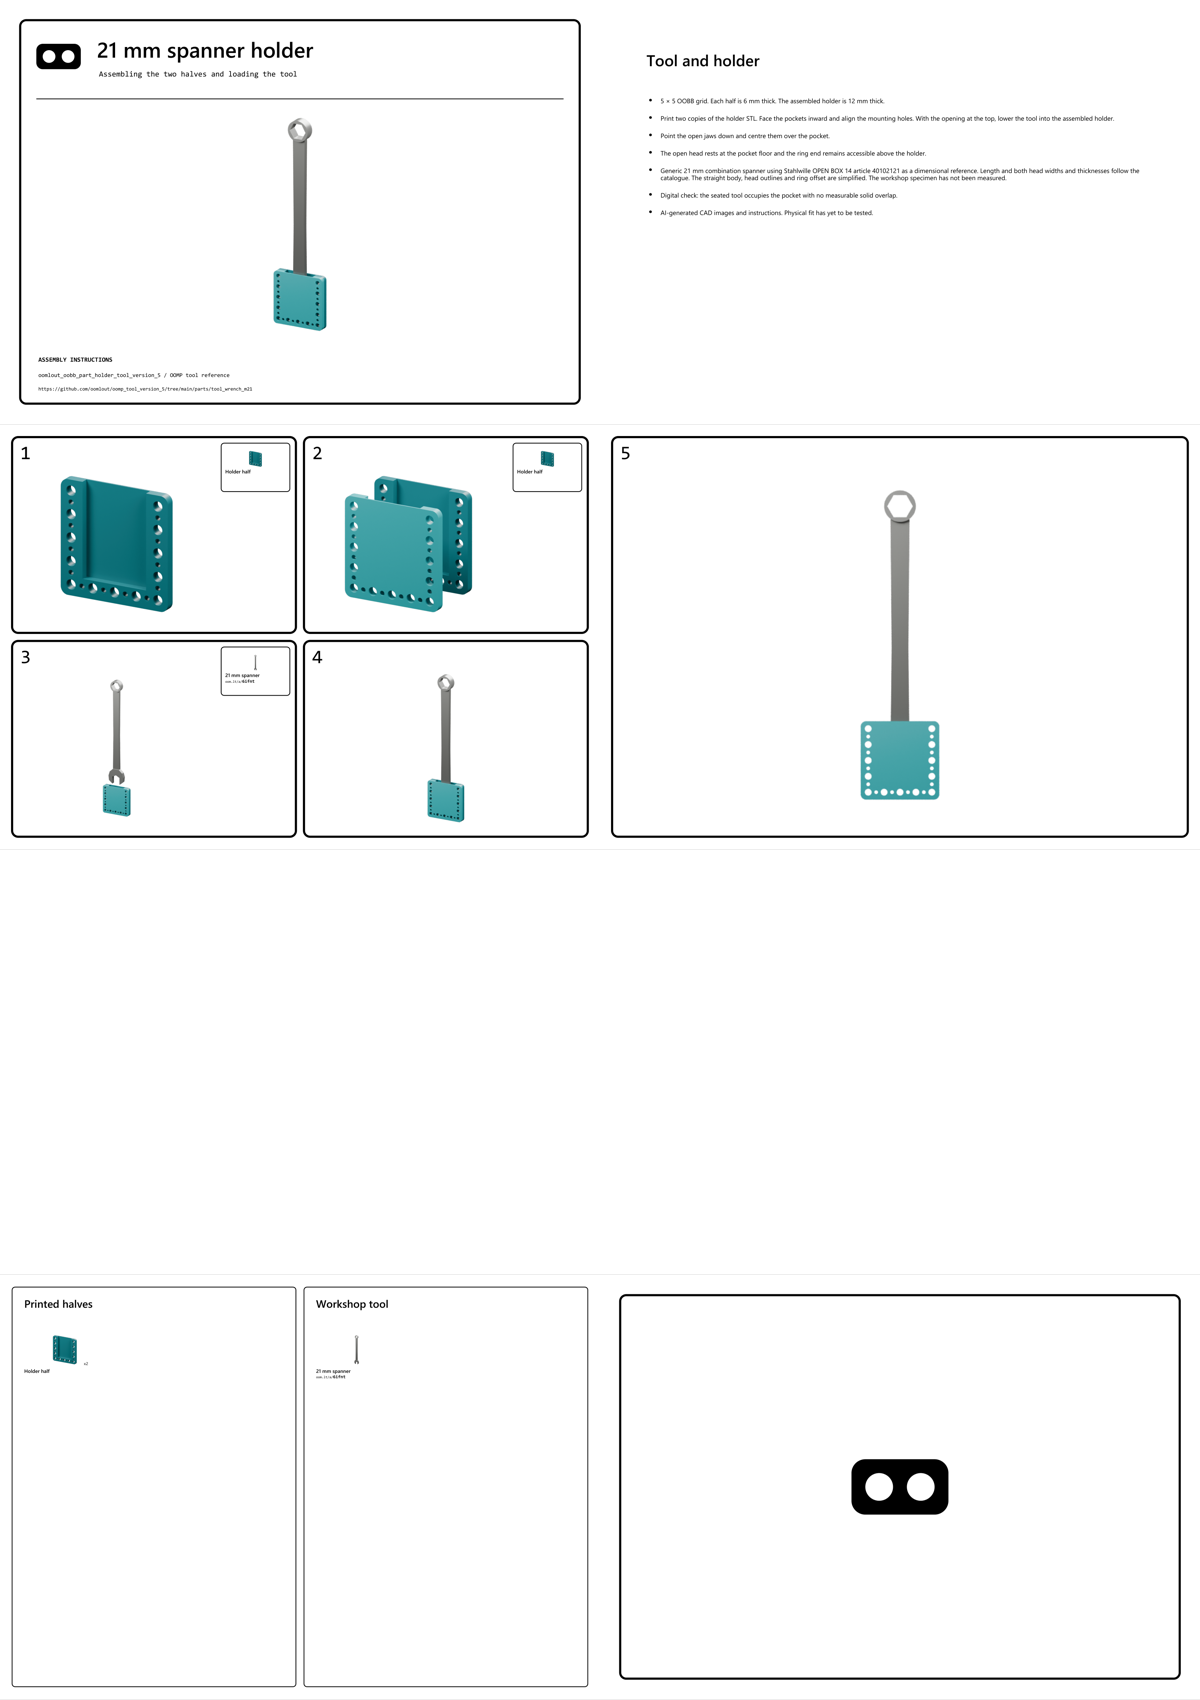 21 mm spanner holder
Assembling the two halves and loading the tool
ASSEMBLY INSTRUCTIONS
oomlout_oobb_part_holder_tool_version_5 / OOMP tool reference
https://github.com/oomlout/oomp_tool_version_5/tree/main/parts/tool_wrench_m21
Tool and holder
• 5 × 5 OOBB grid. Each half is 6 mm thick. The assembled holder is 12 mm thick.
• Print two copies of the holder STL. Face the pockets inward and align the mounting holes. With the opening at the top, lower the tool into the assembled holder.
• Point the open jaws down and centre them over the pocket.
• The open head rests at the pocket floor and the ring end remains accessible above the holder.
• Generic 21 mm combination spanner using Stahlwille OPEN BOX 14 article 40102121 as a dimensional reference. Length and both head widths and thicknesses follow the
catalogue. The straight body, head outlines and ring offset are simplified. The workshop specimen has not been measured.
• Digital check: the seated tool occupies the pocket with no measurable solid overlap.
• AI-generated CAD images and instructions. Physical fit has yet to be tested.
1
Holder half
2
Holder half
3
21 mm spanner
4
5
Printed halves
x2
Holder half
Workshop tool
21 mm spanner